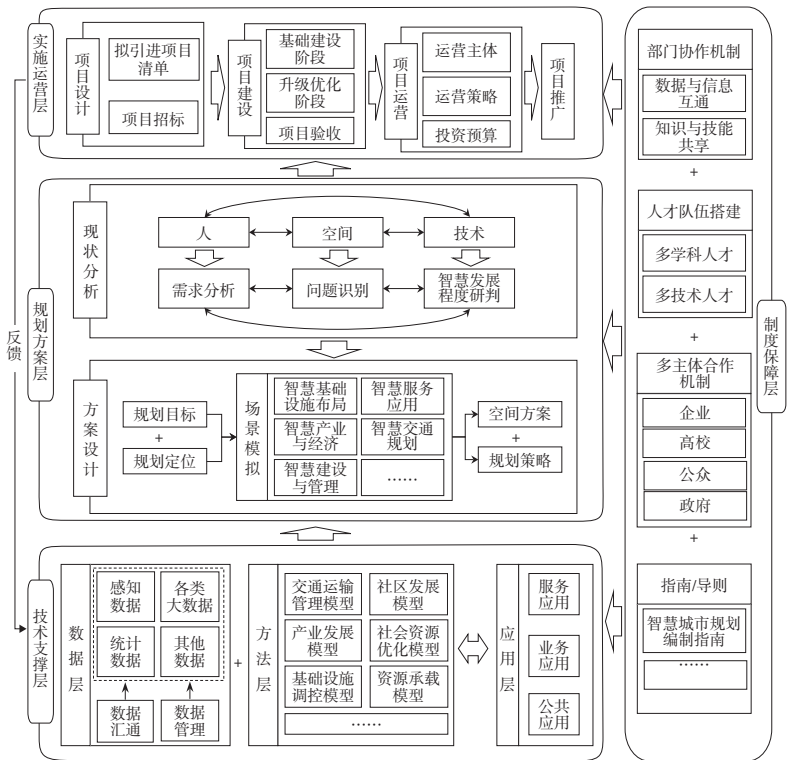 实施运营层
项目设计
拟引进项目
清单
项目招标
项目建设
基础建设
阶段
升级优化
阶段
项目验收
项目运营
运营主体
运营策略
投资预算
项目推广
规划方案层
现状分析
人
空间
技术
需求分析
问题识别
智慧发展
程度研判
方案设计
规划目标
+
规划定位
场景模拟
智慧基础
设施布局
智慧服务
应用
智慧产业
与经济
智慧交通
规划
智慧建设
与管理
……
空间方案
+
规划策略
反馈
技术支撑层
数据层
感知
数据
各类
大数据
统计
数据
其他
数据
数据
汇通
数据
管理
+
方法层
交通运输
管理模型
社区发展
模型
产业发展
模型
社会资源
优化模型
基础设施
调控模型
资源承载
模型
……
应用层
服务
应用
业务
应用
公共
应用
制度保障层
部门协作机制
数据与信息
互通
知识与技能
共享
+
人才队伍搭建
多学科人才
多技术人才
+
多主体合作
机制
企业
高校
公众
政府
+
指南/导则
智慧城市规划
编制指南
……